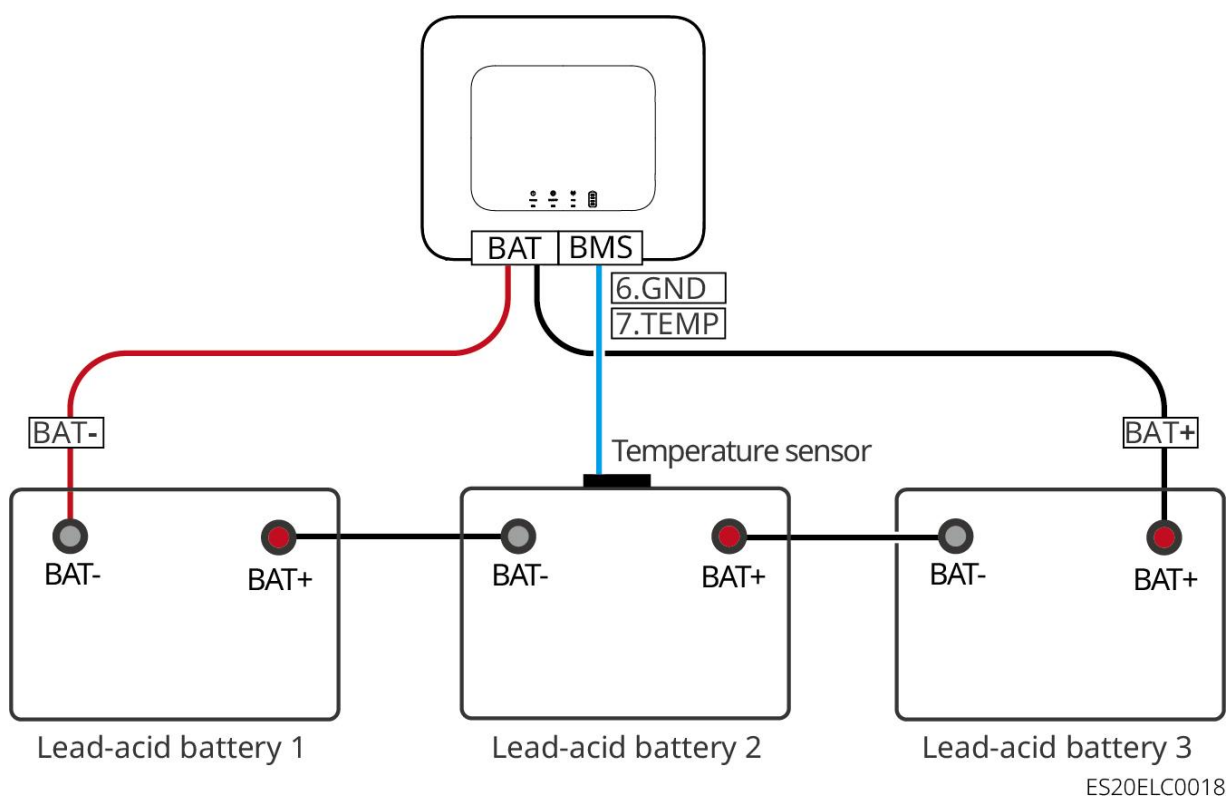 BAT BMS
6.GND
7.TEMP
BAT-
BAT+
Temperature sensor
BAT- BAT+ BAT- BAT+ BAT- BAT+
Lead-acid battery 1 Lead-acid battery 2 Lead-acid battery 3
ES20ELC0018